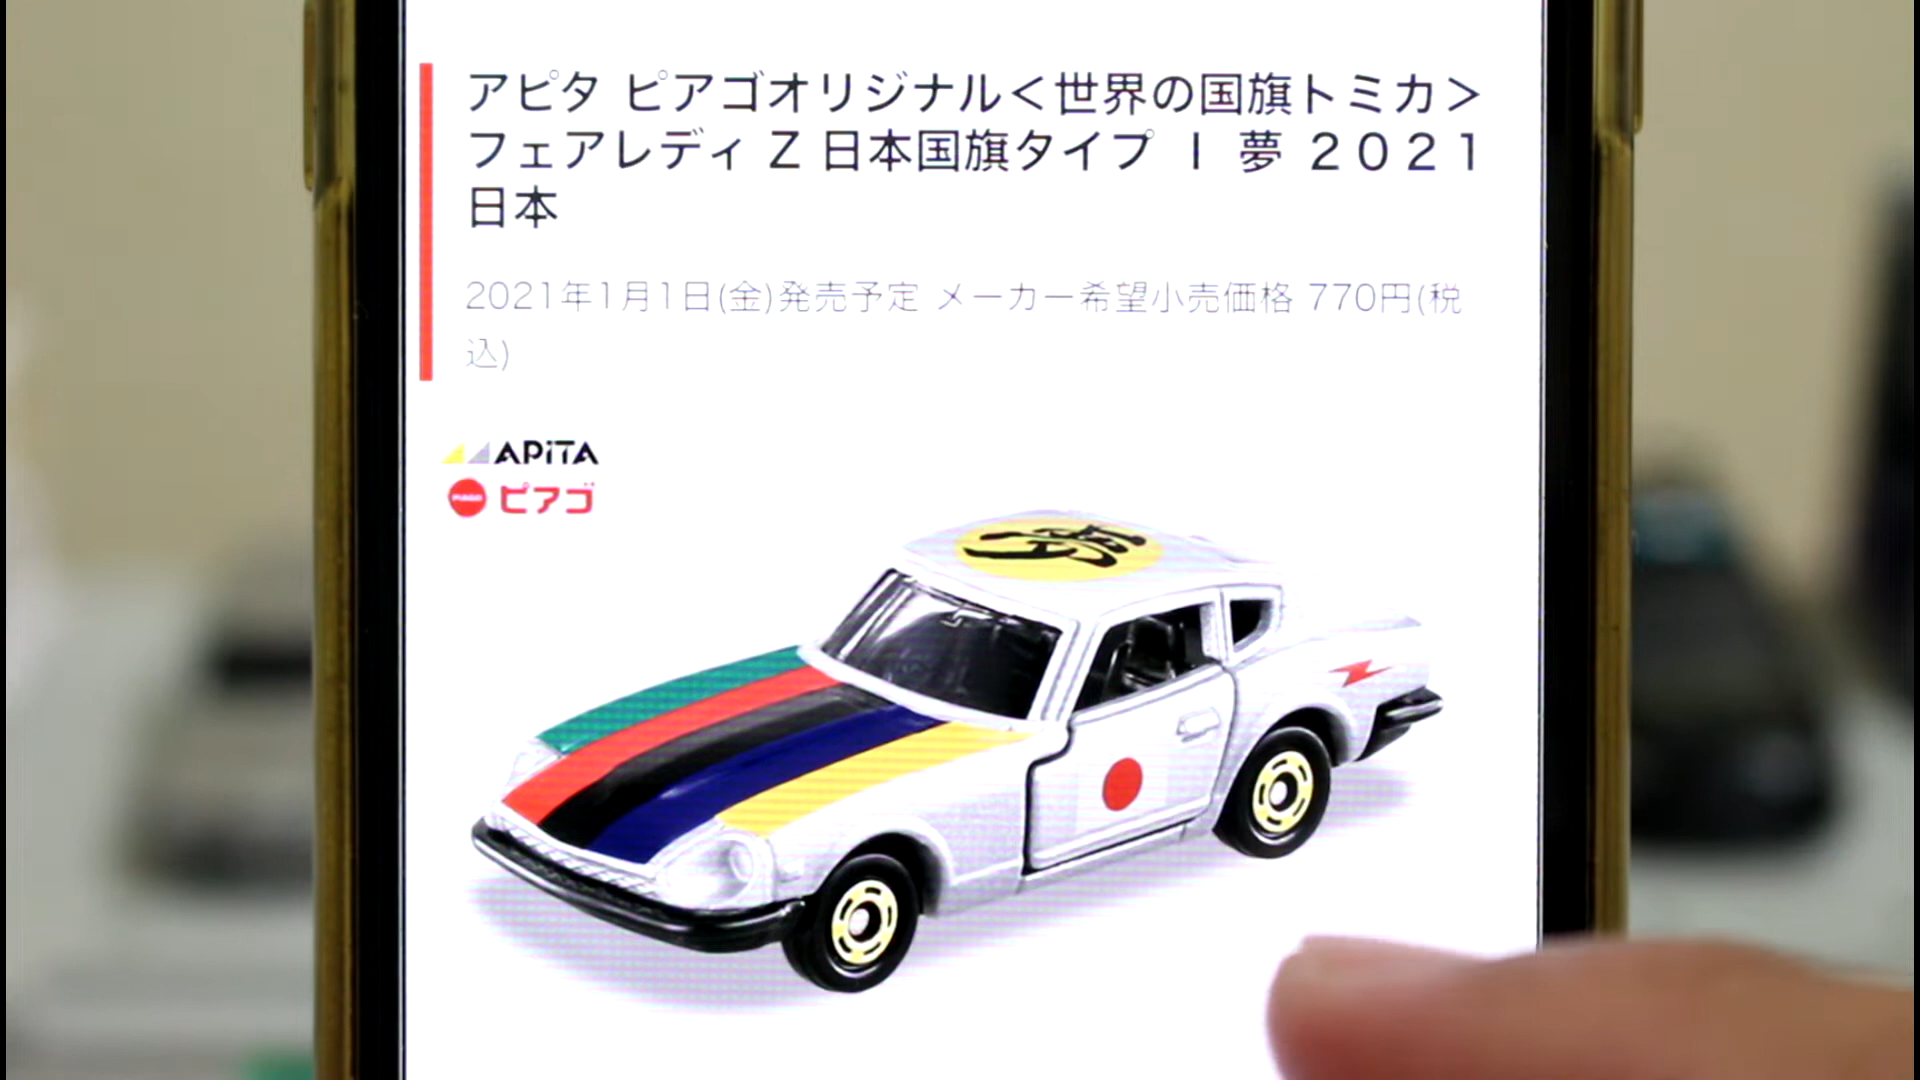 アピタ ピアゴオリジナル＜世界の国旗トミカ＞
フェアレディ Z 日本国旗タイプ Ⅰ 夢 ２０２１
日本
2021年1月1日(金)発売予定 メーカー希望小売価格 770円(税
込)
APiTA
ピアゴ
夢